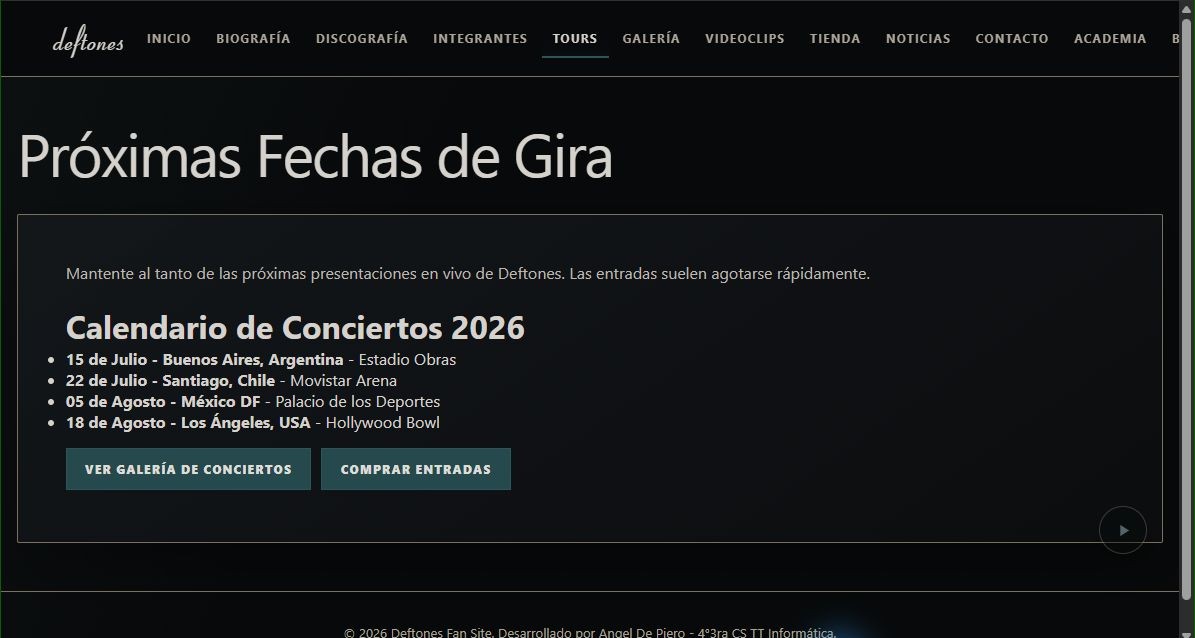 deftones
INICIO BIOGRAFÍA DISCOGRAFÍA INTEGRANTES TOURS GALERÍA VIDEOCLIPS TIENDA NOTICIAS CONTACTO ACADEMIA B
Próximas Fechas de Gira
Mantente al tanto de las próximas presentaciones en vivo de Deftones. Las entradas suelen agotarse rápidamente.
Calendario de Conciertos 2026
15 de Julio - Buenos Aires, Argentina - Estadio Obras
22 de Julio - Santiago, Chile - Movistar Arena
05 de Agosto - México DF - Palacio de los Deportes
18 de Agosto - Los Ángeles, USA - Hollywood Bowl
VER GALERÍA DE CONCIERTOS COMPRAR ENTRADAS
© 2026 Deftones Fan Site. Desarrollado por Angel De Piero - 4°3ra CS TT Informática.